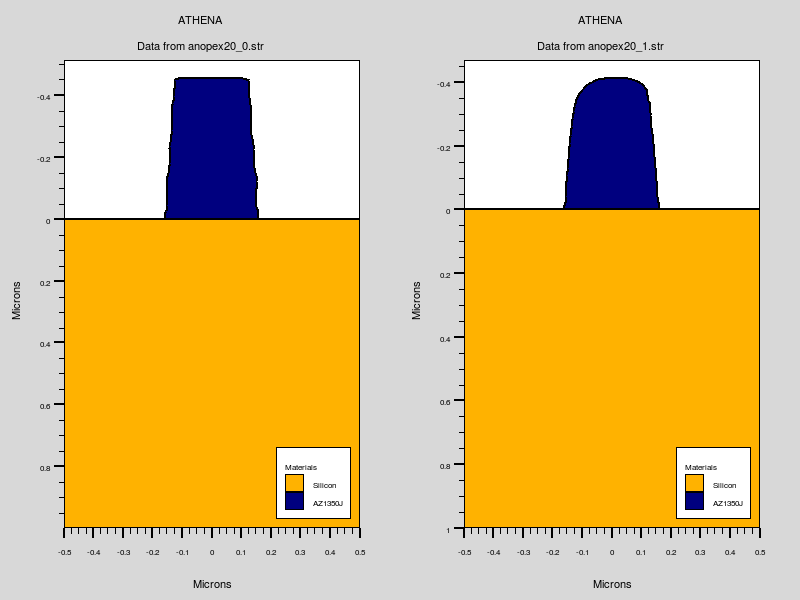 ATHENA
Data from anopex20_0.str
-0.4
-0.2
0
0.2
0.4
0.6
0.8
Microns
-0.5 -0.4 -0.3 -0.2 -0.1 0 0.1 0.2 0.3 0.4 0.5
Microns
Materials
Silicon
AZ1350J
ATHENA
Data from anopex20_1.str
-0.4
-0.2
0
0.2
0.4
0.6
0.8
1
Microns
-0.5 -0.4 -0.3 -0.2 -0.1 0 0.1 0.2 0.3 0.4 0.5
Microns
Materials
Silicon
AZ1350J